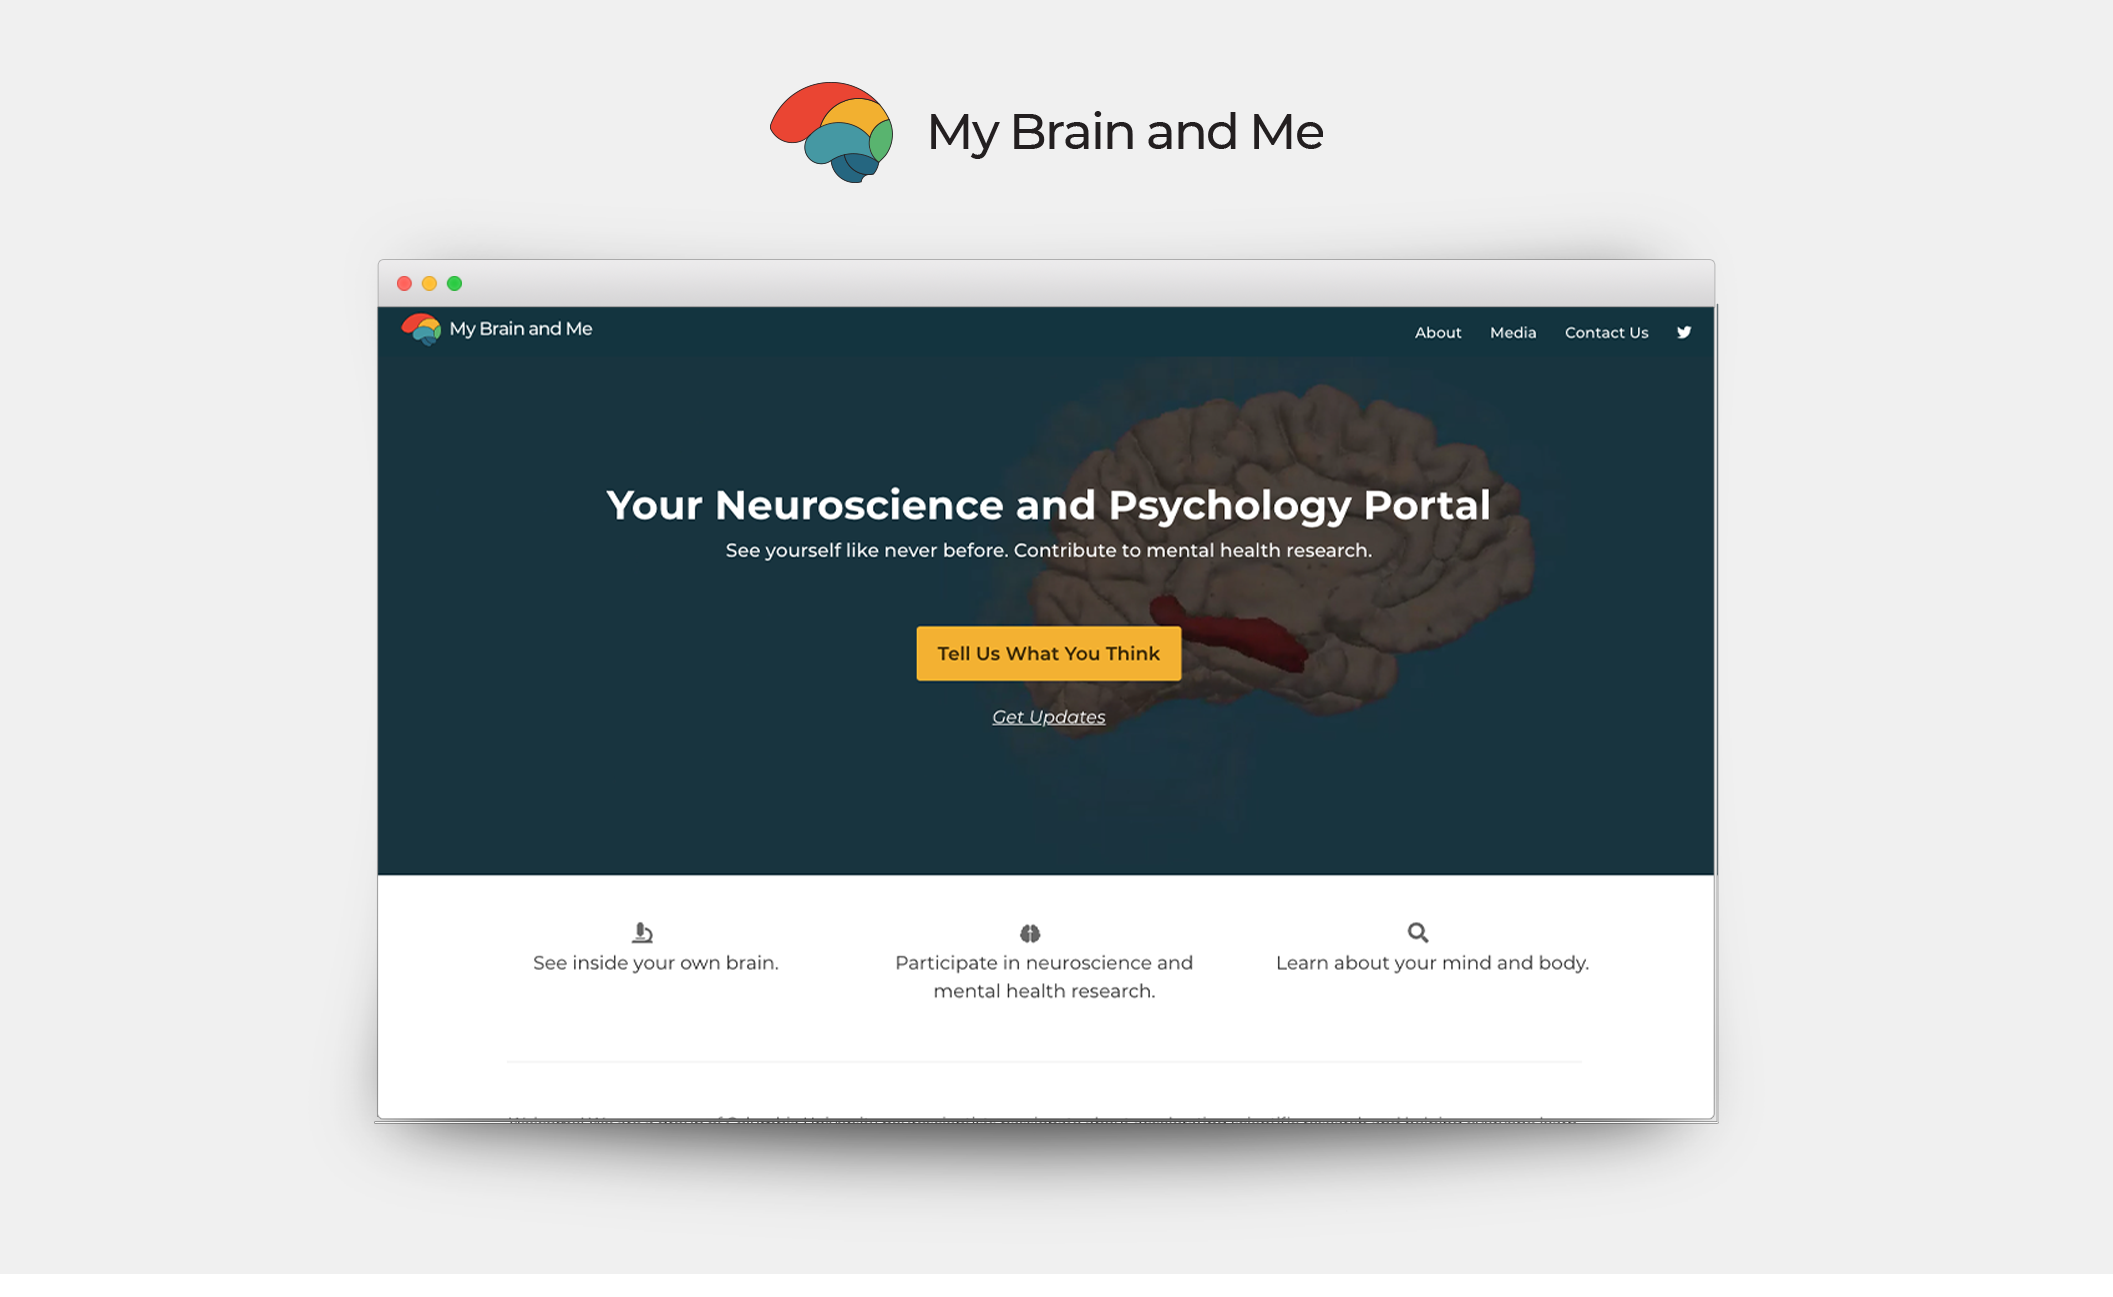 My Brain and Me
My Brain and Me
About Media Contact Us
Your Neuroscience and Psychology Portal
See yourself like never before. Contribute to mental health research.
Tell Us What You Think
Get Updates
See inside your own brain.
Participate in neuroscience and
mental health research.
Learn about your mind and body.